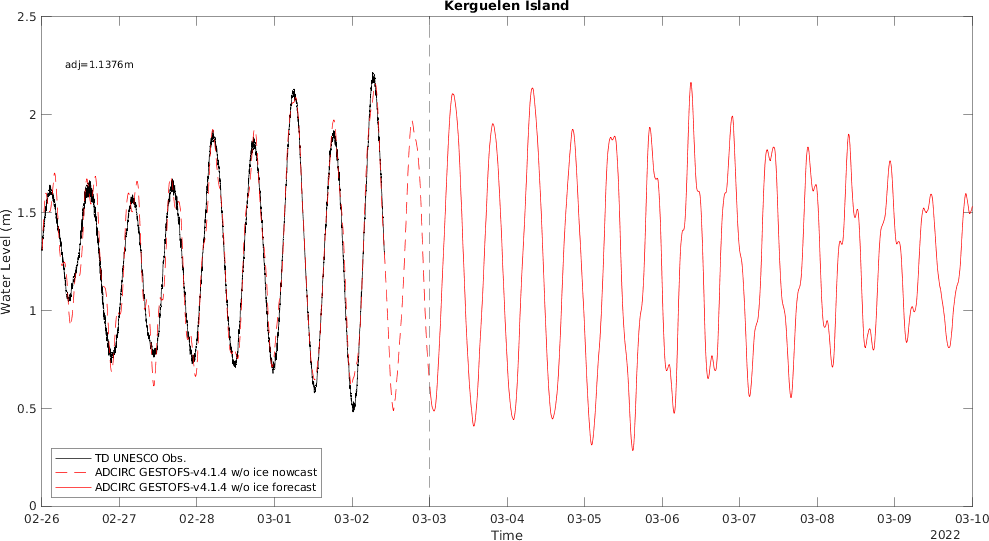 Kerguelen Island
adj=1.1376m
2.5
2
1.5
1
0.5
0
Water Level (m)
TD UNESCO Obs.
ADCIRC GESTOFS-v4.1.4 w/o ice nowcast
ADCIRC GESTOFS-v4.1.4 w/o ice forecast
02-26 02-27 02-28 03-01 03-02 03-03 03-04 03-05 03-06 03-07 03-08 03-09 03-10
Time
2022